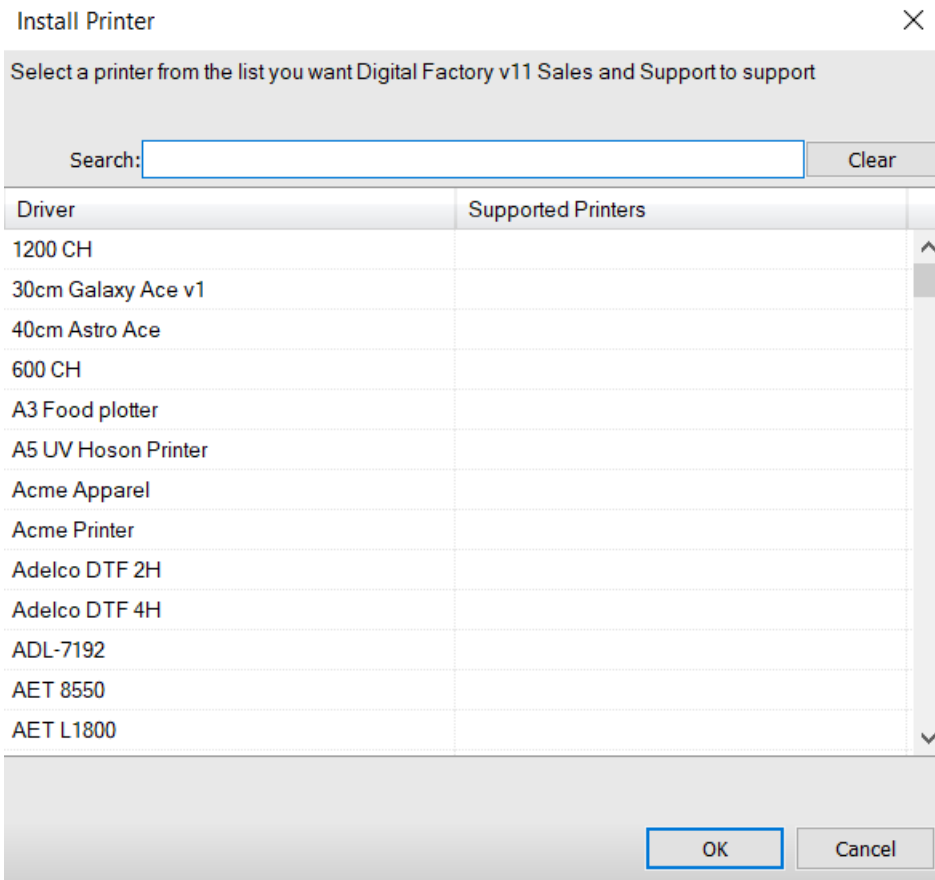 Install Printer
Select a printer from the list you want Digital Factory v11 Sales and Support to support
Search: Clear
Driver Supported Printers
1200 CH
30cm Galaxy Ace v1
40cm Astro Ace
600 CH
A3 Food plotter
A5 UV Hoson Printer
Acme Apparel
Acme Printer
Adelco DTF 2H
Adelco DTF 4H
ADL-7192
AET 8550
AET L1800
OK Cancel